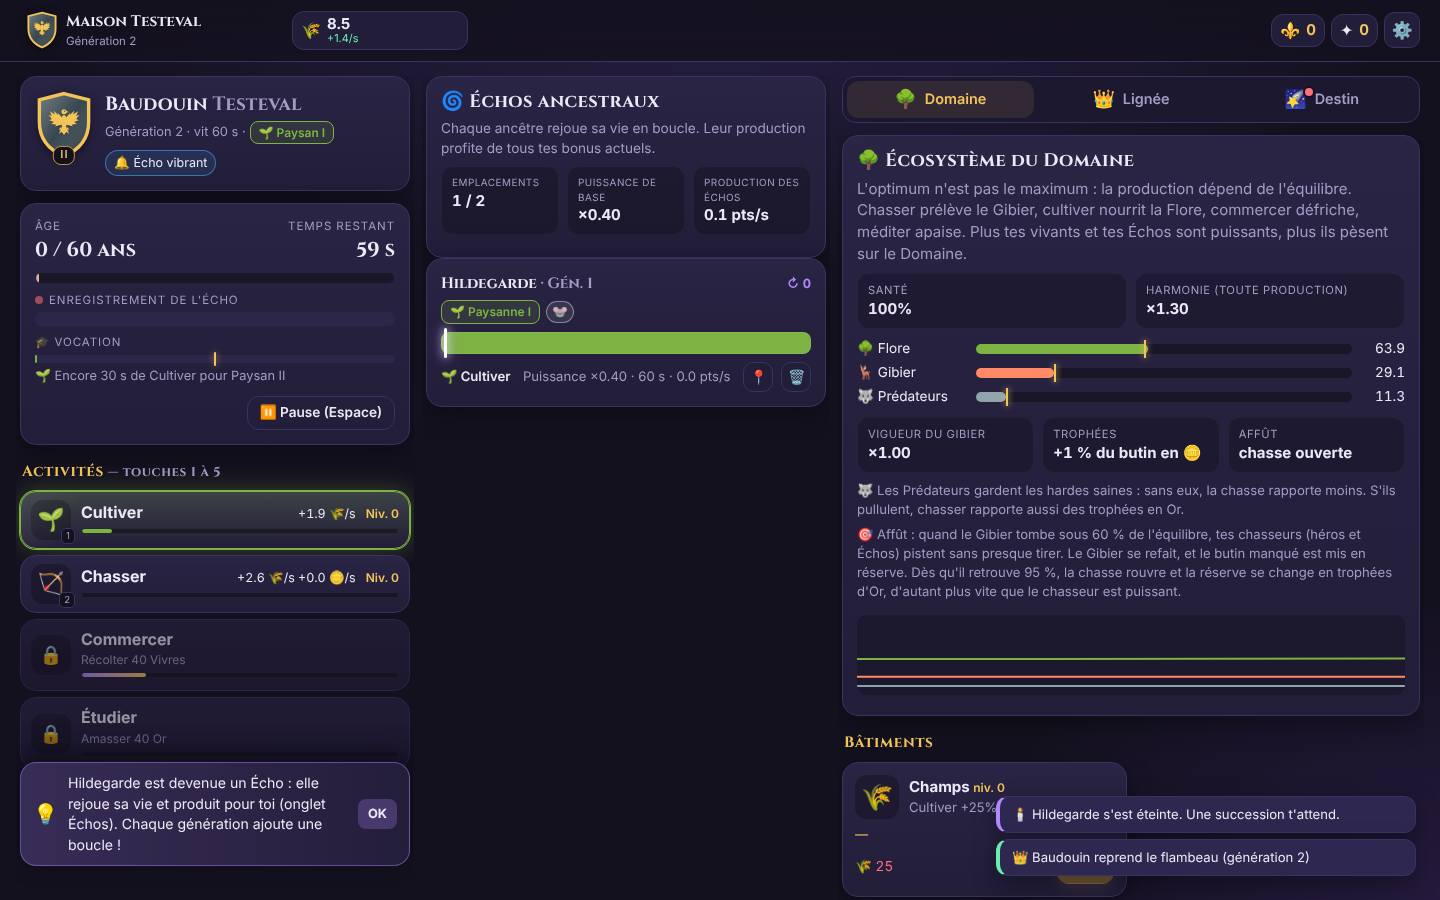 Maison Testeval
Génération 2
8.5
+1.4/s
0
0
Baudouin Testeval
Génération 2 · vit 60 s · Paysan I
II
Écho vibrant
ÂGE
TEMPS RESTANT
0 / 60 ans
59 s
ENREGISTREMENT DE L'ÉCHO
VOCATION
Encore 30 s de Cultiver pour Paysan II
Pause (Espace)
Activités — touches 1 à 5
Cultiver
+1.9 /s Niv. 0
1
Chasser
+2.6 /s +0.0 /s Niv. 0
2
Commercer
Récolter 40 Vivres
Étudier
Amasser 40 Or
Hildegarde est devenue un Écho : elle
rejoue sa vie et produit pour toi (onglet
Échos). Chaque génération ajoute une
boucle !
OK
Échos ancestraux
Chaque ancêtre rejoue sa vie en boucle. Leur production
profite de tous tes bonus actuels.
EMPLACEMENTS
1 / 2
PUISSANCE DE
BASE
×0.40
PRODUCTION DES
ÉCHOS
0.1 pts/s
Hildegarde · Gén. 1
↻ 0
Paysanne I
Cultiver Puissance ×0.40 · 60 s · 0.0 pts/s
Domaine
Lignée
Destin
Écosystème du Domaine
L'optimum n'est pas le maximum : la production dépend de l'équilibre.
Chasser prélève le Gibier, cultiver nourrit la Flore, commercer défriche,
méditer apaise. Plus tes vivants et tes Échos sont puissants, plus ils pèsent
sur le Domaine.
SANTÉ
100%
HARMONIE (TOUTE PRODUCTION)
×1.30
Flore
63.9
Gibier
29.1
Prédateurs
11.3
VIGUEUR DU GIBIER
×1.00
TROPHÉES
+1 % du butin en
AFFÛT
chasse ouverte
Les Prédateurs gardent les hardes saines : sans eux, la chasse rapporte moins. S'ils
pullulent, chasser rapporte aussi des trophées en Or.
Affût : quand le Gibier tombe sous 60 % de l'équilibre, tes chasseurs (héros et
Échos) pistent sans presque tirer. Le Gibier se refait, et le butin manqué est mis en
réserve. Dès qu'il retrouve 95 %, la chasse rouvre et la réserve se change en trophées
d'Or, d'autant plus vite que le chasseur est puissant.
Bâtiments
Champs niv. 0
Cultiver +25%
—
25
Hildegarde s'est éteinte. Une succession t'attend.
Baudouin reprend le flambeau (génération 2)